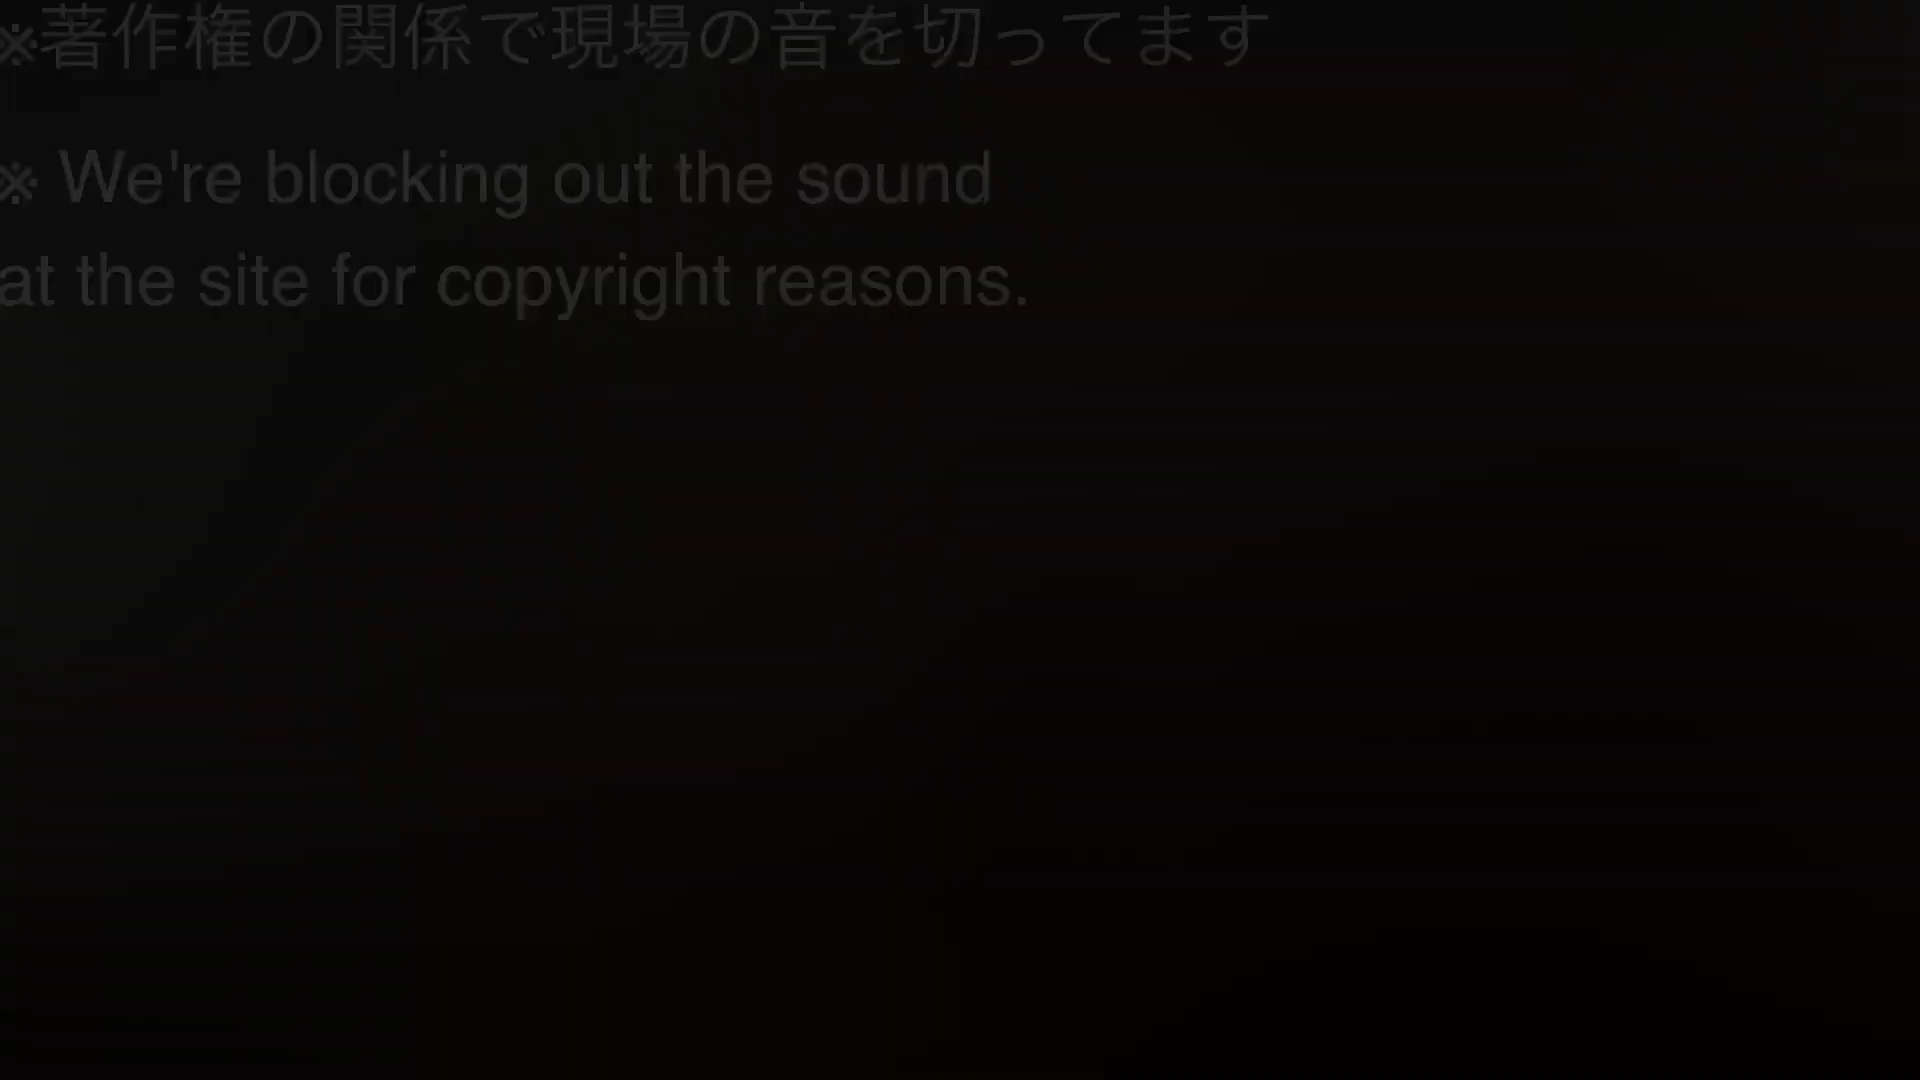 ※著作権の関係で現場の音を切ってます
※ We're blocking out the sound
at the site for copyright reasons.